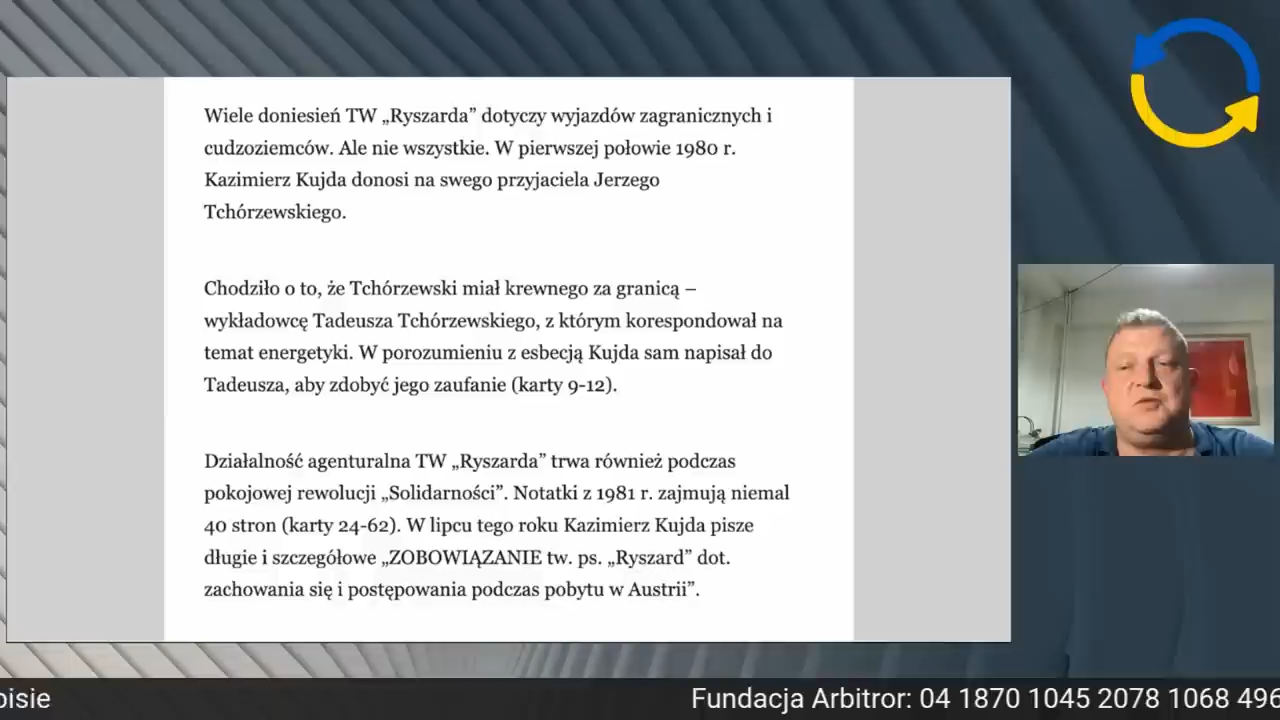 Wiele doniesień TW „Ryszarda” dotyczy wyjazdów zagranicznych i
cudzoziemców. Ale nie wszystkie. W pierwszej połowie 1980 r.
Kazimierz Kujda donosi na swego przyjaciela Jerzego
Tchórzewskiego.
Chodziło o to, że Tchórzewski miał krewnego za granicą –
wykładowcę Tadeusza Tchórzewskiego, z którym korespondował na
temat energetyki. W porozumieniu z esbecją Kujda sam napisał do
Tadeusza, aby zdobyć jego zaufanie (karty 9-12).
Działalność agenturalna TW „Ryszarda” trwa również podczas
pokojowej rewolucji „Solidarności”. Notatki z 1981 r. zajmują niemal
40 stron (karty 24-62). W lipcu tego roku Kazimierz Kujda pisze
długie i szczegółowe „ZOBOWIĄZANIE tw. ps. „Ryszard” dot.
zachowania się i postępowania podczas pobytu w Austrii”.
pisie Fundacja Arbitror: 04 1870 1045 2078 1068 496